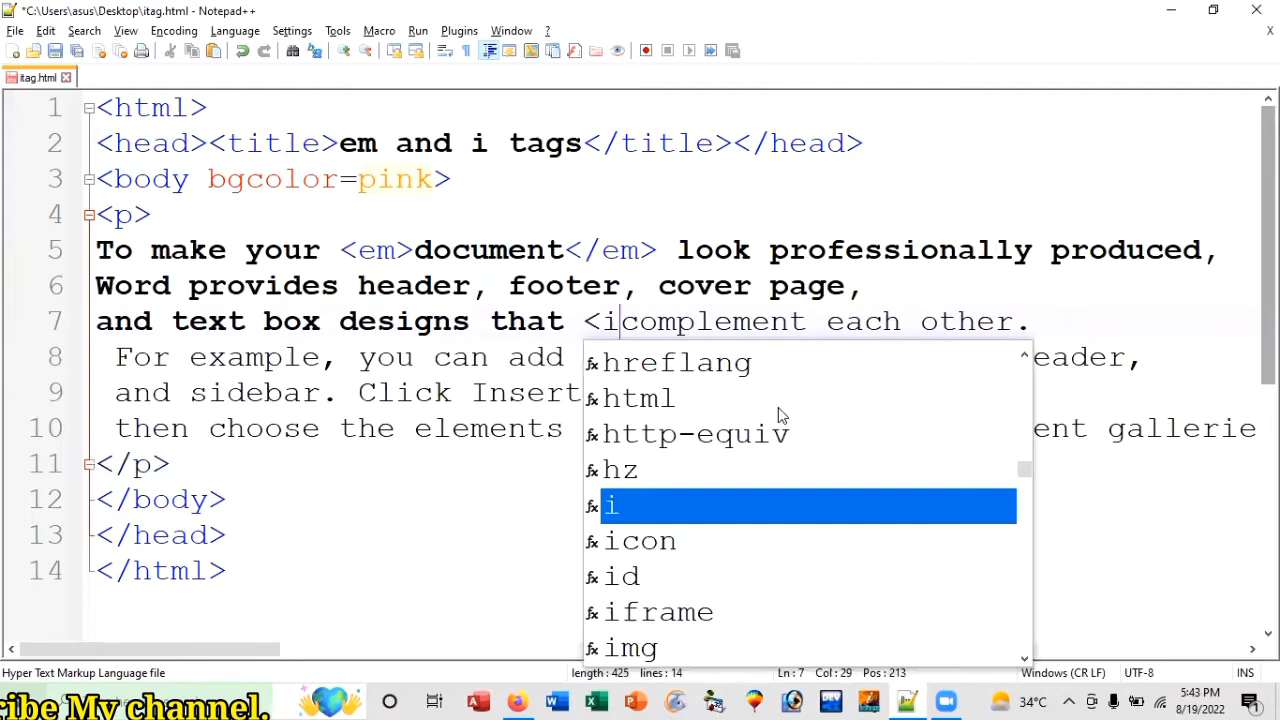 *C:\Users\asus\Desktop\itag.html - Notepad++
File Edit Search View Encoding Language Settings Tools Macro Run Plugins Window ? X
itag.html
1 <html>
2 <head><title>em and i tags</title></head>
3 <body bgcolor=pink>
4 <p>
5 To make your <em>document</em> look professionally produced,
6 Word provides header, footer, cover page,
7 and text box designs that <icomplement each other.
8 For example, you can add eader,
9 and sidebar. Click Insert
10 then choose the elements ent gallerie
11 </p>
12 </body>
13 </head>
14 </html>
hreflang
html
http-equiv
hz
i
icon
id
iframe
img
Hyper Text Markup Language file length : 425 lines : 14 Ln : 7 Col : 29 Pos : 213 Windows (CR LF) UTF-8 INS
ribe My channel.
34°C 5:43 PM
8/19/2022